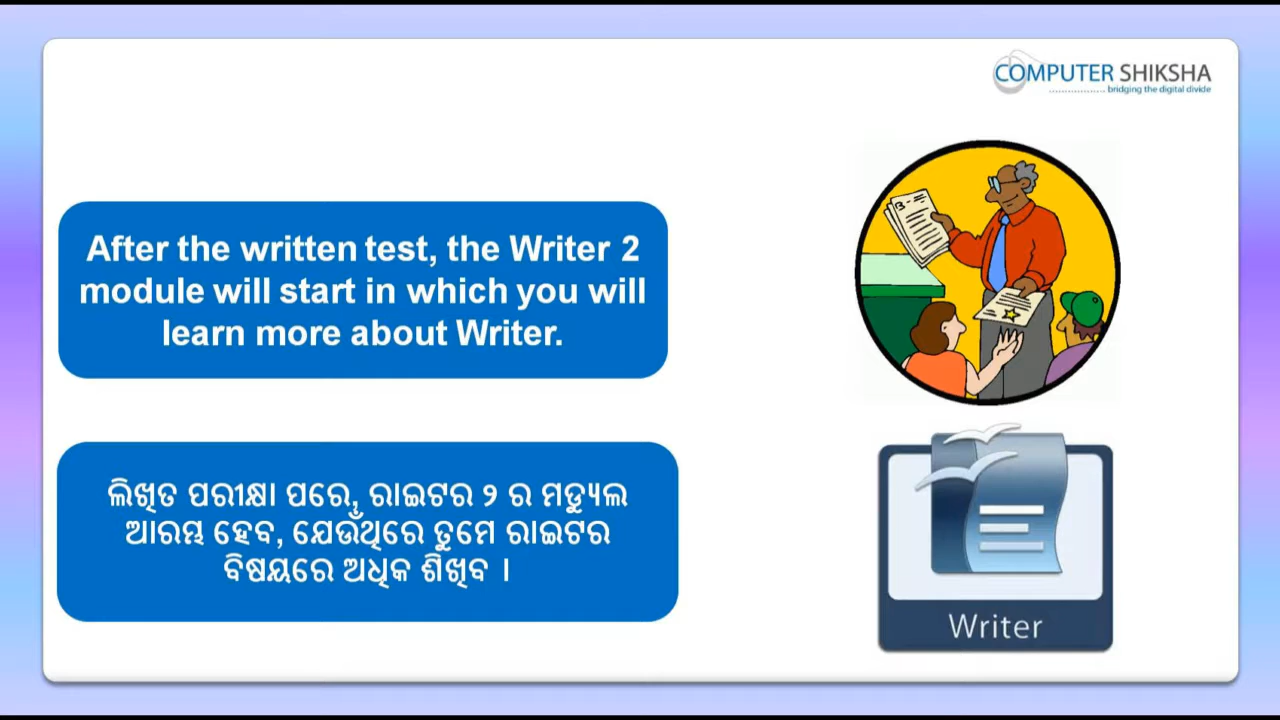 COMPUTER SHIKSHA
bridging the digital divide
After the written test, the Writer 2
module will start in which you will
learn more about Writer.
ଲିଖିତ ପରୀକ୍ଷା ପରେ, ରାଇଟର ୨ ର ମଡ୍ୟୁଲ
ଆରମ୍ଭ ହେବ, ଯେଉଁଥିରେ ତୁମେ ରାଇଟର
ବିଷୟରେ ଅଧିକ ଶିଖିବ ।
Writer